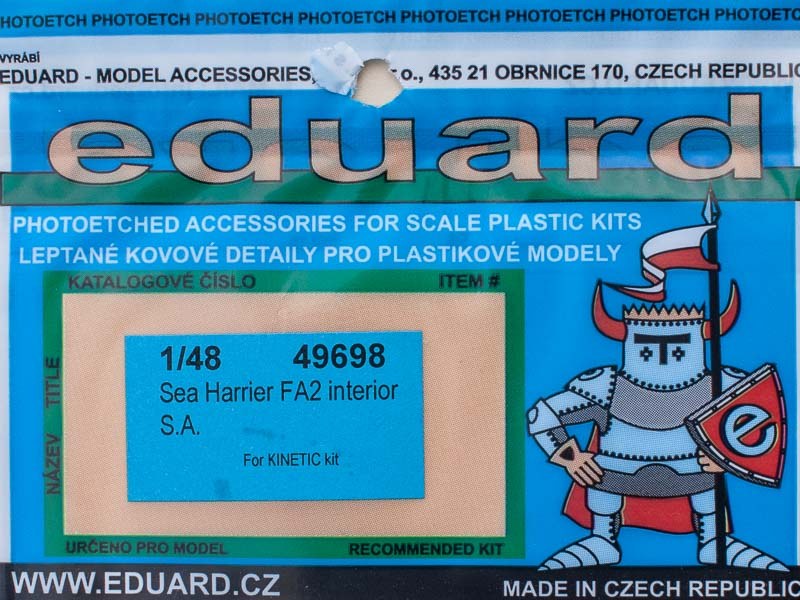 HOTOETCH PHOTOETCH PHOTOETCH PHOTOETCH PHOTOETCH PHOTOETCH PHOTOETCH PHOTOETCH PHOTOETC
VYRÁBÍ
EDUARD - MODEL ACCESSORIES, o., 435 21 OBRNICE 170, CZECH REPUBLIC
eduard
PHOTOETCHED ACCESSORIES FOR SCALE PLASTIC KITS
LEPTANÉ KOVOVÉ DETAILY PRO PLASTIKOVÉ MODELY
KATALOGOVÉ ČÍSLO ITEM #
NÁZEV TITLE
1/48 49698
Sea Harrier FA2 interior
S.A.
For KINETIC kit
e
URČENO PRO MODEL RECOMMENDED KIT
WWW.EDUARD.CZ MADE IN CZECH REPUBLIC